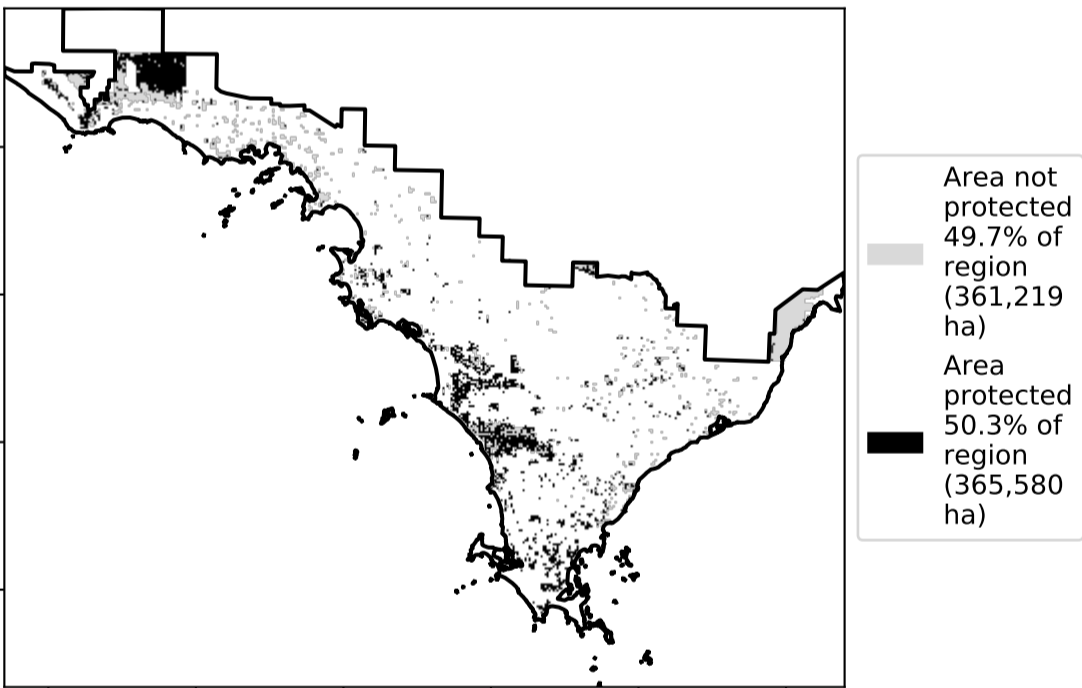 Area not
protected
49.7% of
region
(361,219
ha)
Area
protected
50.3% of
region
(365,580
ha)